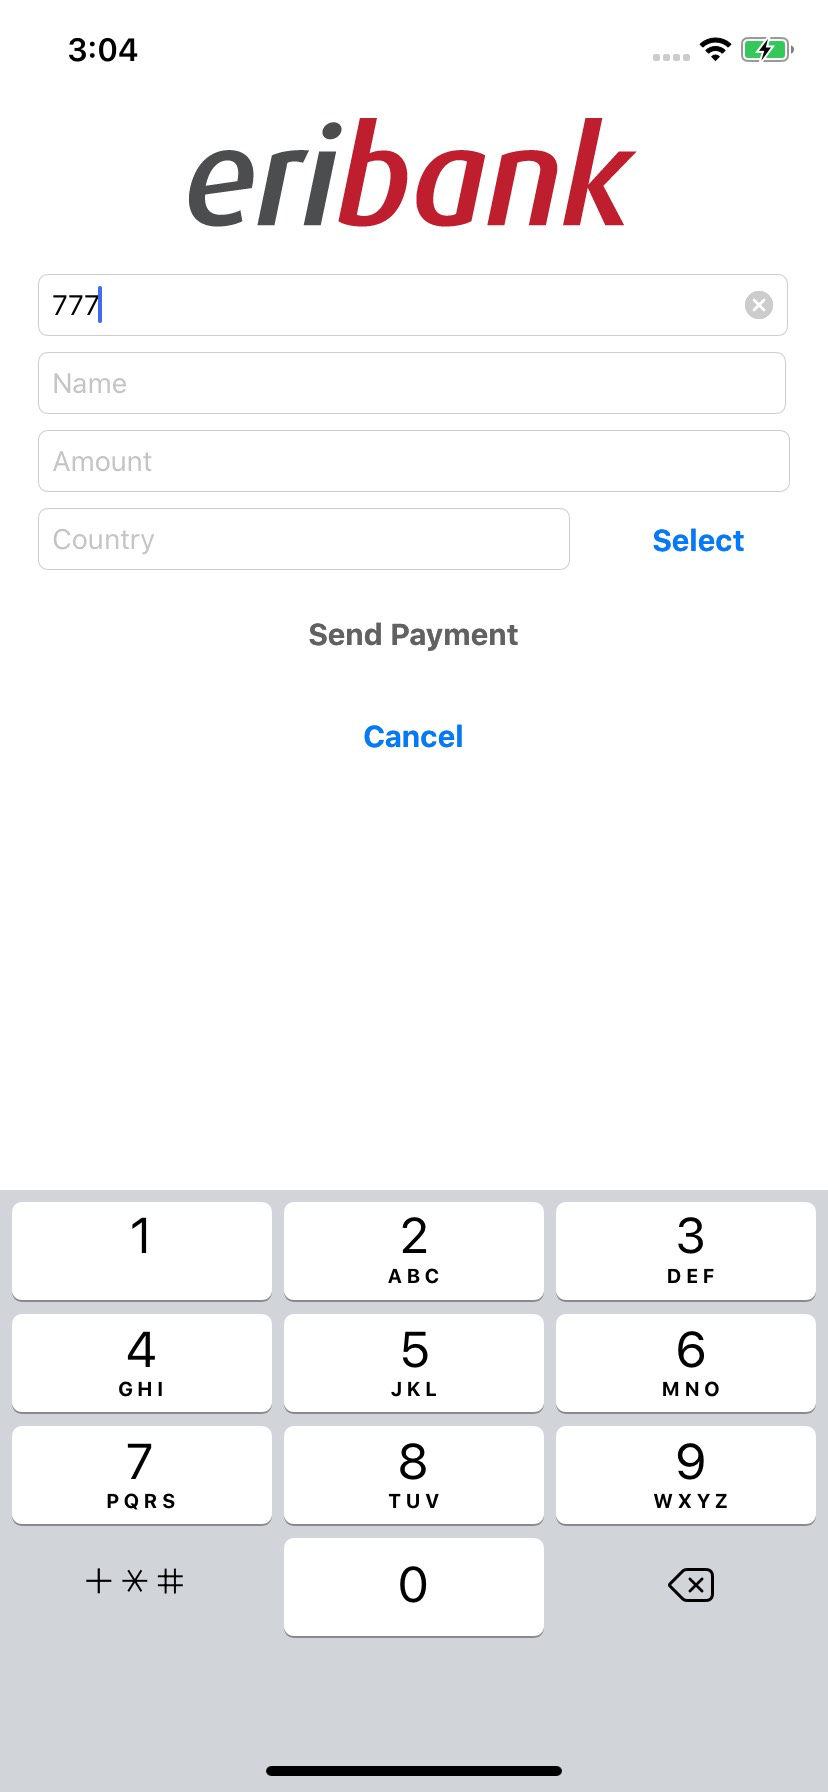 3:04
eribank
777
Name
Amount
Country
Select
Send Payment
Cancel
1
2
ABC
3
DEF
4
GHI
5
JKL
6
MNO
7
PQRS
8
TUV
9
WXYZ
+*#
0